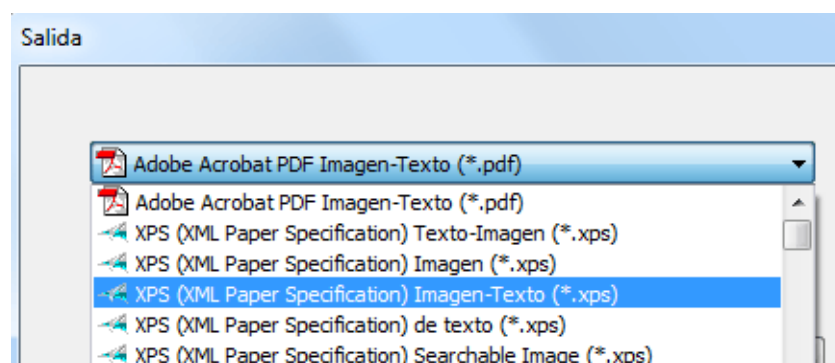 Salida
Adobe Acrobat PDF Imagen-Texto (*.pdf)
Adobe Acrobat PDF Imagen-Texto (*.pdf)
XPS (XML Paper Specification) Texto-Imagen (*.xps)
XPS (XML Paper Specification) Imagen (*.xps)
XPS (XML Paper Specification) Imagen-Texto (*.xps)
XPS (XML Paper Specification) de texto (*.xps)
XPS (XML Paper Specification) Searchable Image (*.xps)